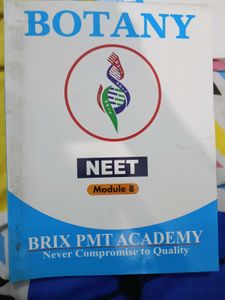 BOTANY
NEET
Module 8
BRIX PMT ACADEMY
Never Compromise to Quality